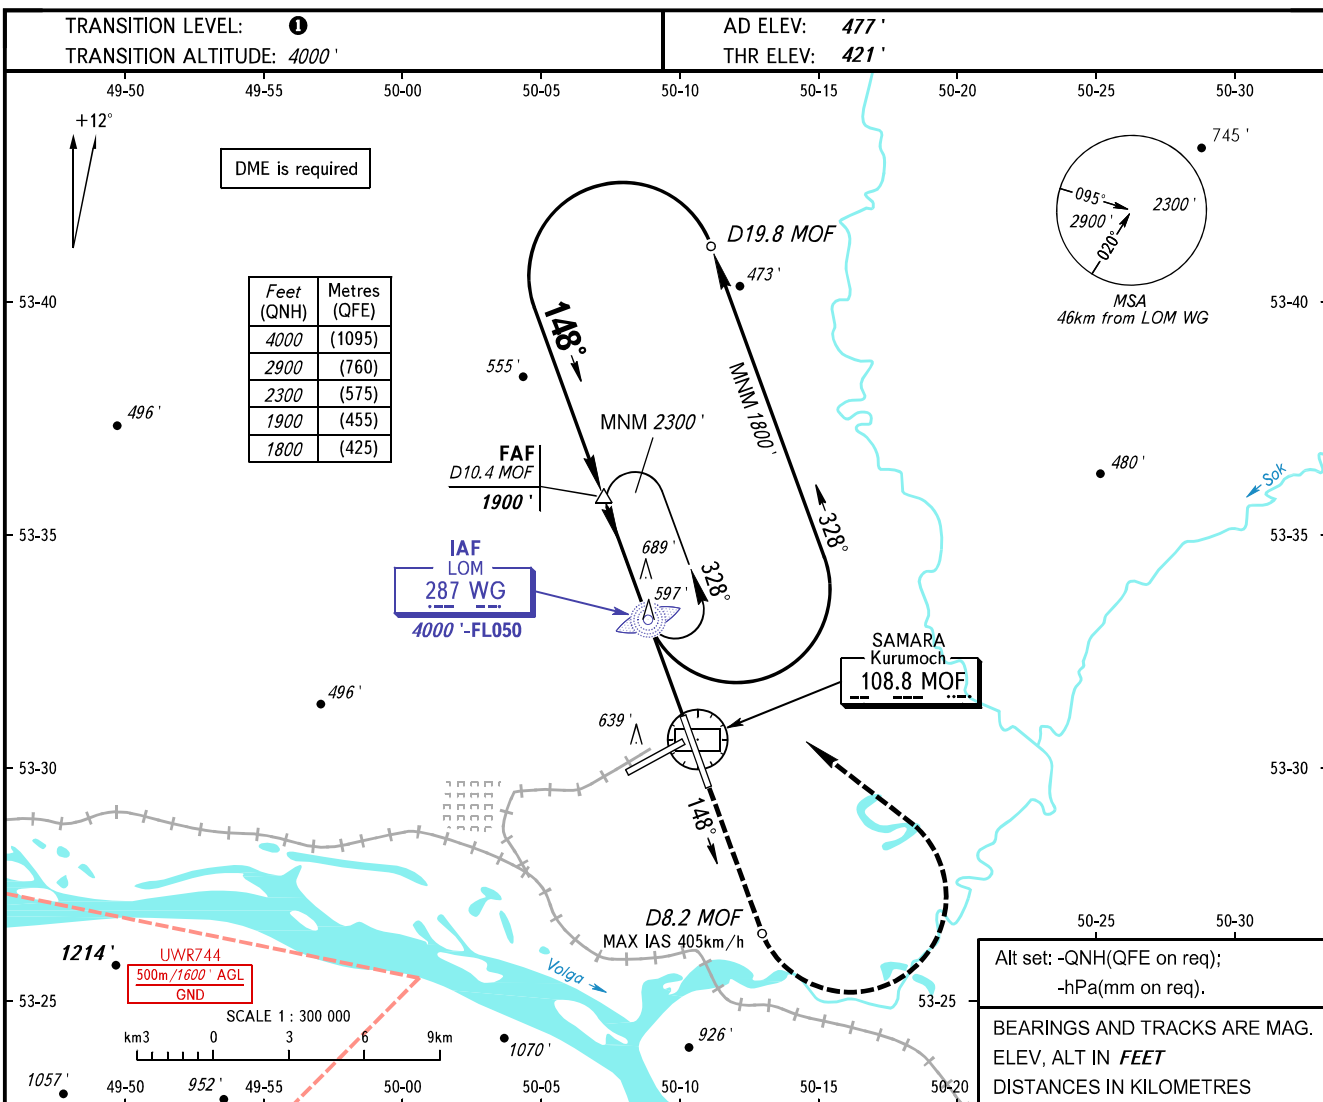 TRANSITION LEVEL: ❶
TRANSITION ALTITUDE: 4000 '
AD ELEV: 477 '
THR ELEV: 421 '
49-50 49-55 50-00 50-05 50-10 50-15 50-20 50-25 50-30
+12°
DME is required
745 '
095°
2300 '
2900 '
020°
MSA
46km from LOM WG
D19.8 MOF
473 '
Feet (QNH) Metres (QFE)
4000 (1095)
2900 (760)
2300 (575)
1900 (455)
1800 (425)
53-40
53-40
148°
MNM 1800'
555 '
496 '
MNM 2300 '
FAF
D10.4 MOF
1900 '
480 '
Sok
328°
53-35
53-35
689 '
328°
597 '
IAF
LOM
287 WG
4000 '-FL050
SAMARA
Kurumoch
108.8 MOF
496 '
639 '
53-30
53-30
148°
D8.2 MOF
MAX IAS 405km/h
50-25 50-30
1214 '
UWR744
500m/1600 ' AGL
GND
Volga
53-25
53-25
Alt set: -QNH(QFE on req);
-hPa(mm on req).
SCALE 1 : 300 000
km3 0 3 6 9km
1070 '
926 '
BEARINGS AND TRACKS ARE MAG.
ELEV, ALT IN FEET
DISTANCES IN KILOMETRES
1057 '
952 '
49-50 49-55 50-00 50-05 50-10 50-15 50-20